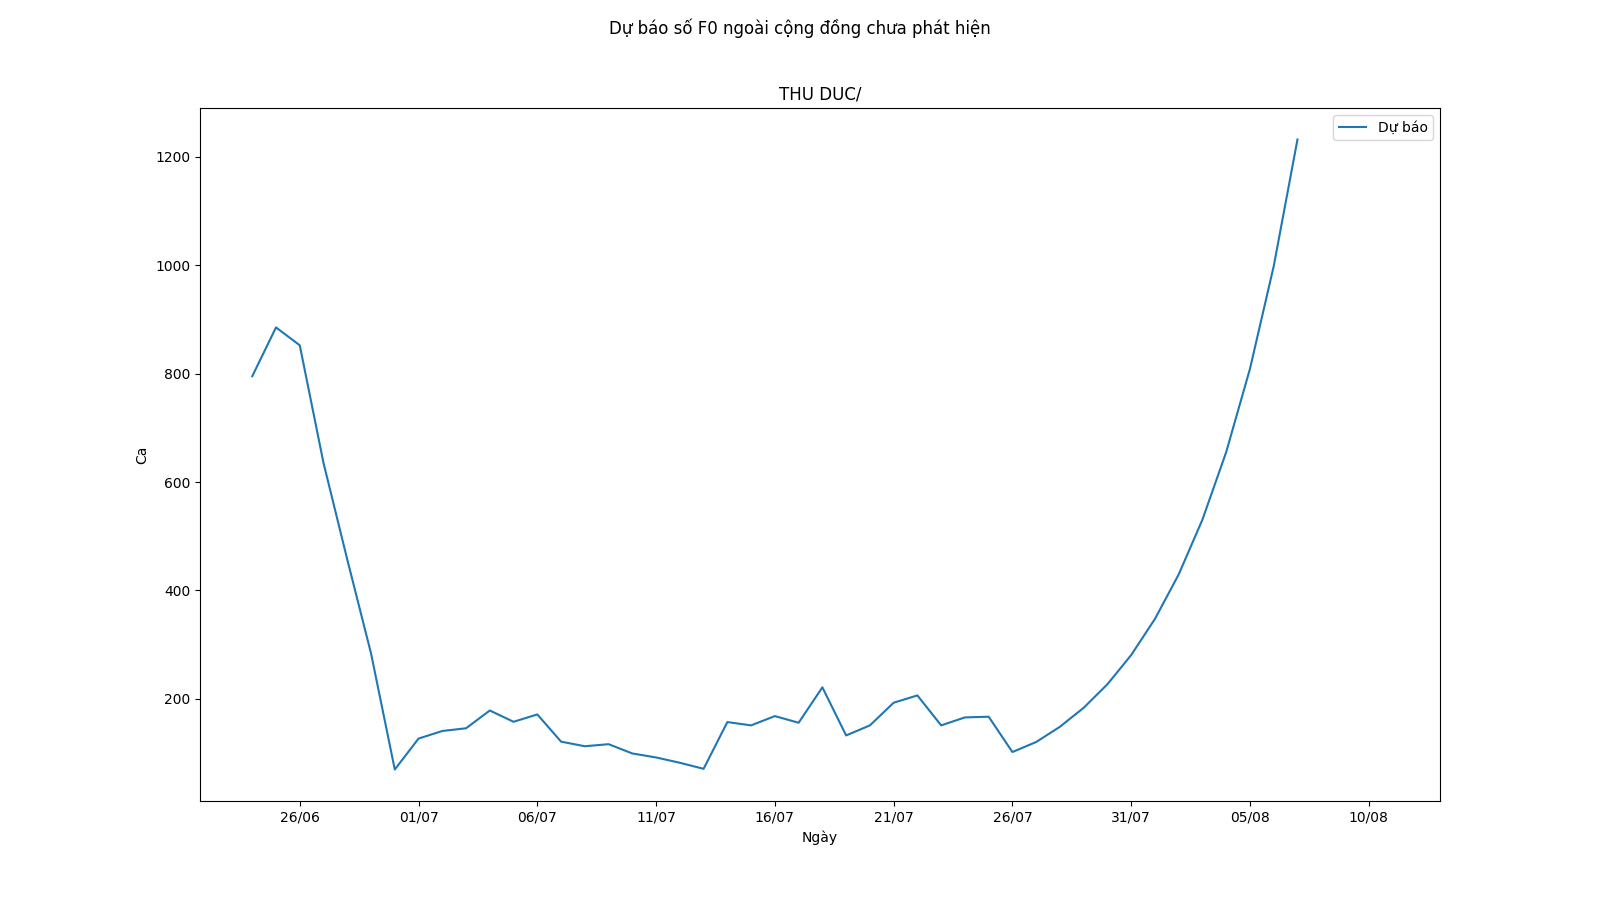 Dự báo số F0 ngoài cộng đồng chưa phát hiện
THU DUC/
Dự báo
1200
1000
800
600
400
200
Ca
26/06 01/07 06/07 11/07 16/07 21/07 26/07 31/07 05/08 10/08
Ngày